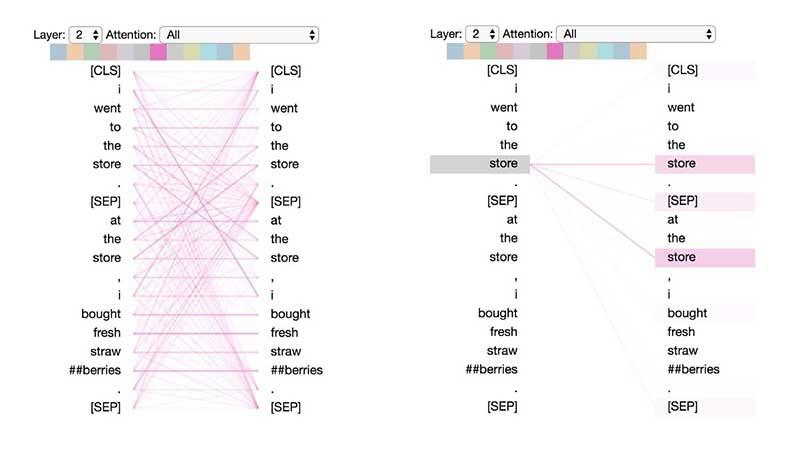 Layer: 2 Attention: All
[CLS] [CLS]
i i
went went
to to
the the
store store
. .
[SEP] [SEP]
at at
the the
store store
, ,
i i
bought bought
fresh fresh
straw straw
##berries ##berries
. .
[SEP] [SEP]
Layer: 2 Attention: All
[CLS] [CLS]
i i
went went
to to
the the
store store
. .
[SEP] [SEP]
at at
the the
store store
, ,
i i
bought bought
fresh fresh
straw straw
##berries ##berries
. .
[SEP] [SEP]